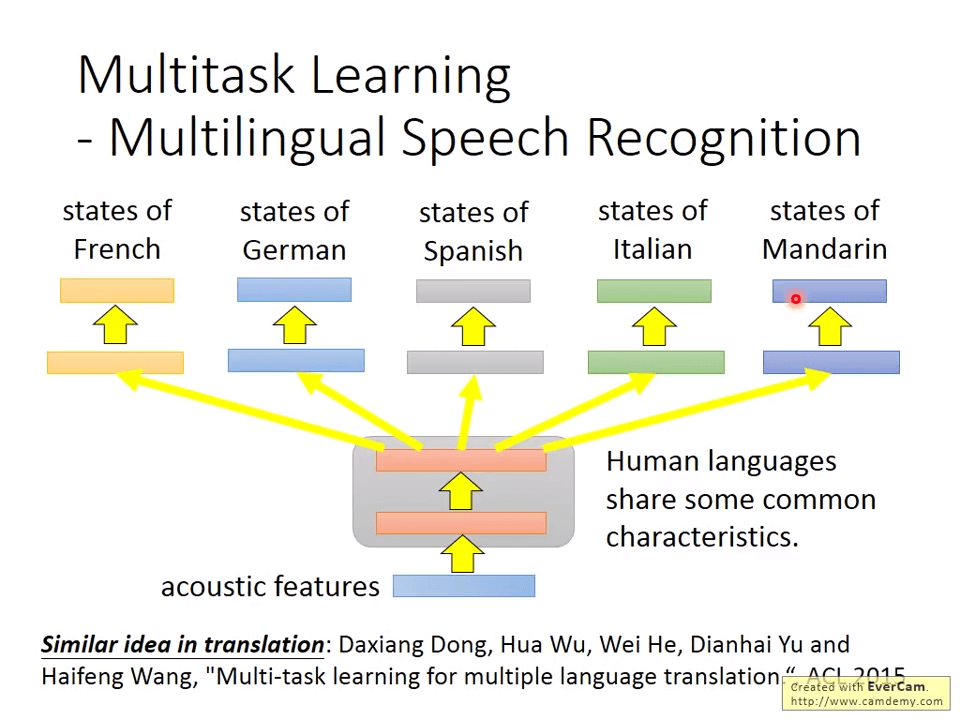 Multitask Learning
- Multilingual Speech Recognition
states of French
states of German
states of Spanish
states of Italian
states of Mandarin
Human languages
share some common
characteristics.
acoustic features
Similar idea in translation: Daxiang Dong, Hua Wu, Wei He, Dianhai Yu and
Haifeng Wang, "Multi-task learning for multiple language translation.“ ACL 2015
Created with EverCam.
http://www.camdemy.com